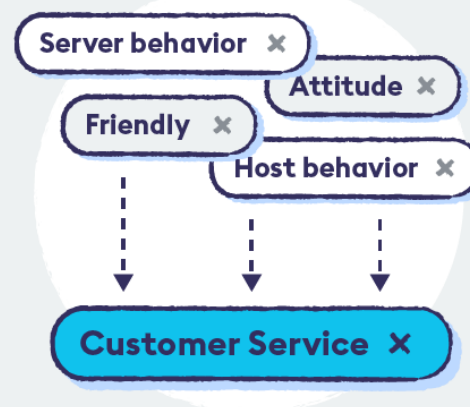 Server behavior ×
Attitude ×
Friendly ×
Host behavior ×
Customer Service ×